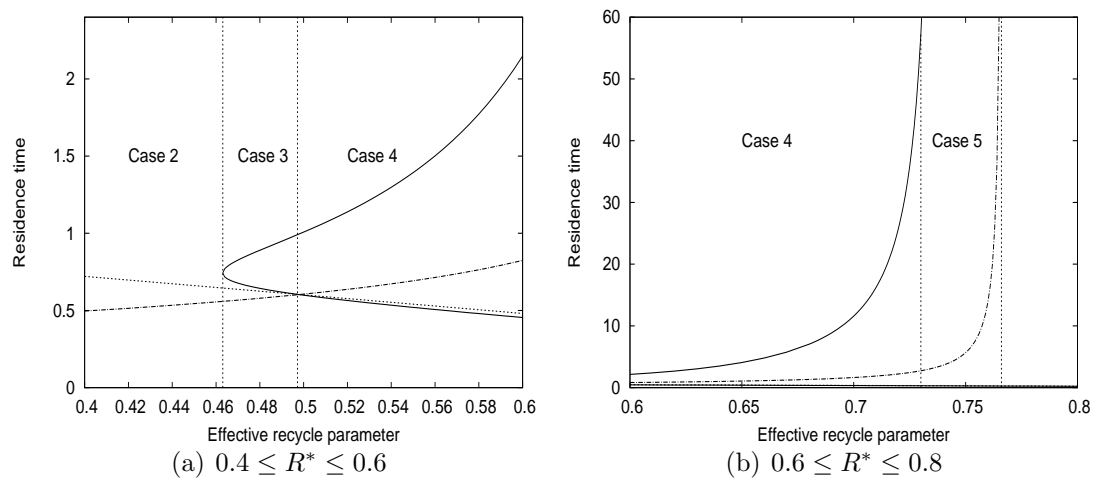 Residence time
2
1.5
1
0.5
0
Case 2
Case 3
Case 4
0.4 0.42 0.44 0.46 0.48 0.5 0.52 0.54 0.56 0.58 0.6
Effective recycle parameter
(a) 0.4 ≤ R* ≤ 0.6
Residence time
60
50
40
30
20
10
0
Case 4
Case 5
0.6 0.65 0.7 0.75 0.8
Effective recycle parameter
(b) 0.6 ≤ R* ≤ 0.8